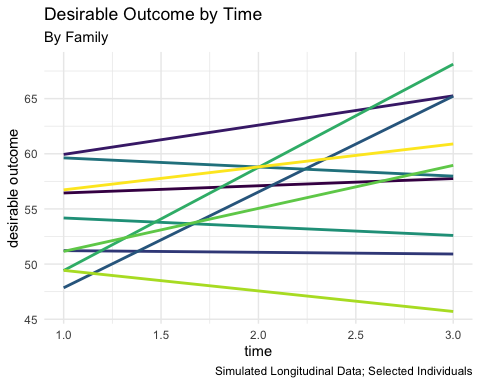 Desirable Outcome by Time
By Family
desirable outcome
65
60
55
50
45
1.0 1.5 2.0 2.5 3.0
time
Simulated Longitudinal Data; Selected Individuals